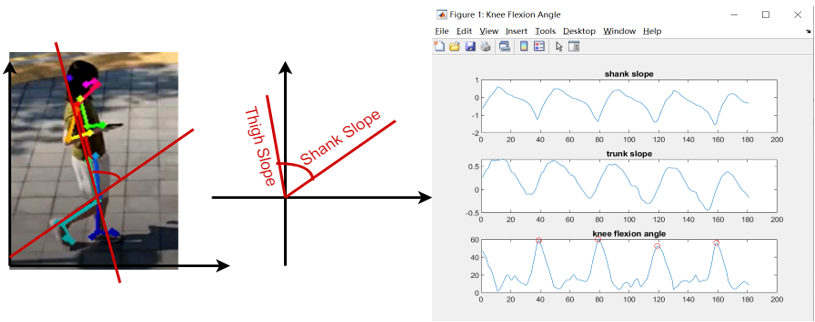 Thigh Slope
Shank Slope
Figure 1: Knee Flexion Angle
File Edit View Insert Tools Desktop Window Help
shank slope
1
0
-1
-2
0 20 40 60 80 100 120 140 160 180 200
trunk slope
0.5
0
-0.5
0 20 40 60 80 100 120 140 160 180 200
knee flexion angle
60
40
20
0
0 20 40 60 80 100 120 140 160 180 200